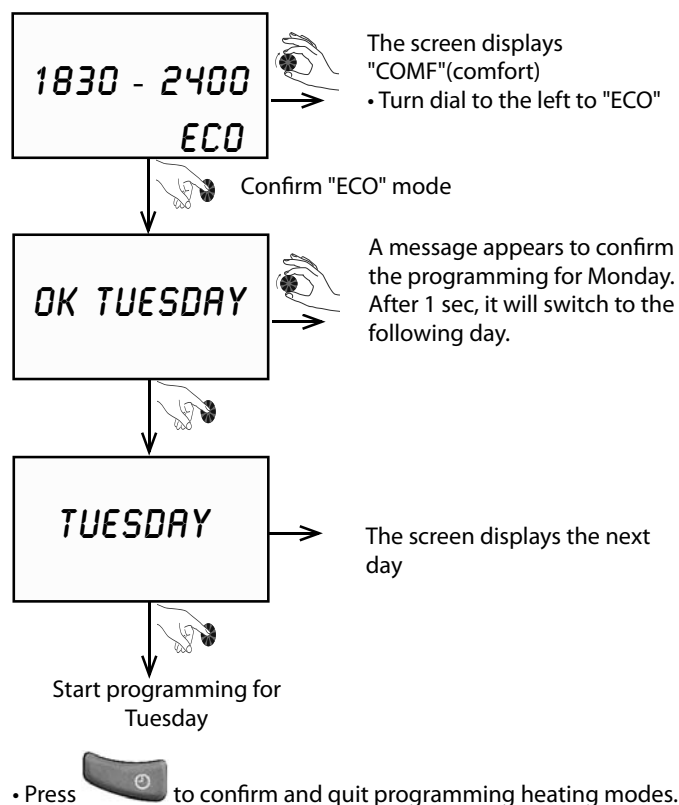 1830 - 2400
ECO
The screen displays
"COMF"(comfort)
• Turn dial to the left to "ECO"
Confirm "ECO" mode
OK TUESDAY
A message appears to confirm
the programming for Monday.
After 1 sec, it will switch to the
following day.
TUESDAY
The screen displays the next
day
Start programming for
Tuesday
• Press to confirm and quit programming heating modes.